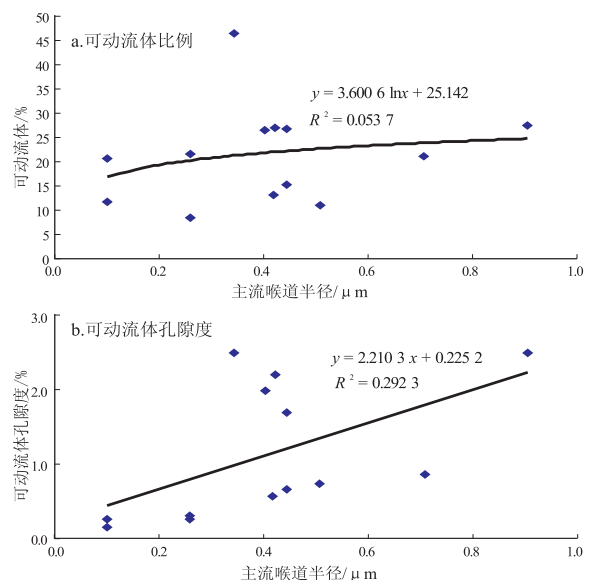 50
a.可动流体比例
45
40
35
y = 3.600 6 lnx + 25.142
30
R² = 0.053 7
25
20
15
10
5
0
可动流体/%
0.0 0.2 0.4 0.6 0.8 1.0
主流喉道半径/μm
3.0
b.可动流体孔隙度
y = 2.210 3 x + 0.225 2
R² = 0.292 3
2.0
1.0
0.0
可动流体孔隙度/%
0.0 0.2 0.4 0.6 0.8 1.0
主流喉道半径/μm